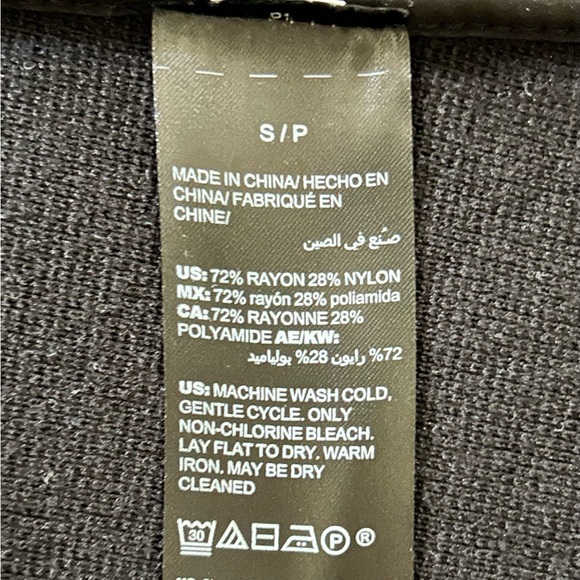 S / P
MADE IN CHINA/ HECHO EN
CHINA/ FABRIQUÉ EN
CHINE/
صُنع في الصين
US: 72% RAYON 28% NYLON
MX: 72% rayón 28% poliamida
CA: 72% RAYONNE 28%
POLYAMIDE AE/KW:
72% رايون 28% بولياميد
US: MACHINE WASH COLD,
GENTLE CYCLE. ONLY
NON-CHLORINE BLEACH.
LAY FLAT TO DRY. WARM
IRON. MAY BE DRY
CLEANED
30 P ®